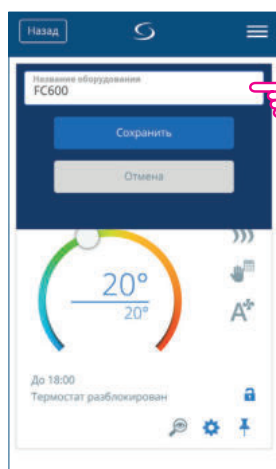 Назад
Название оборудования
FC600
Сохранить
Отмена
20°
20°
A
До 18:00
Термостат разблокирован